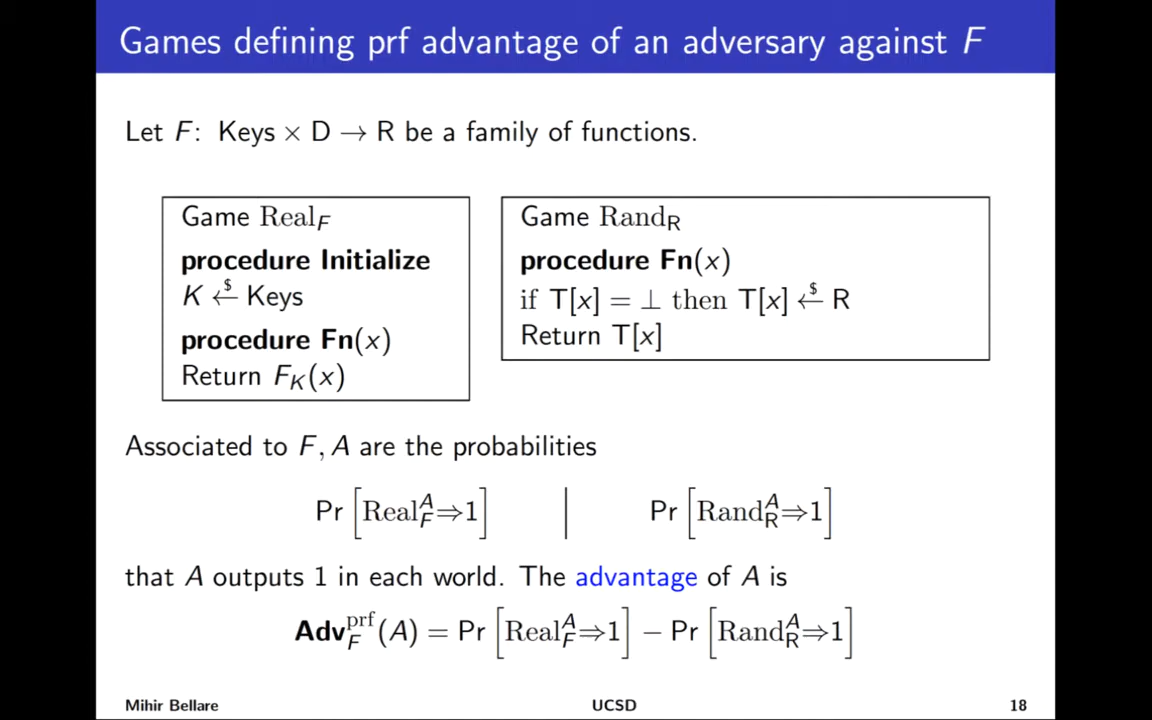 Games defining prf advantage of an adversary against F
Let F: Keys × D → R be a family of functions.
Game Real_F
procedure Initialize
K ←$ Keys
procedure Fn(x)
Return F_K(x)
Game Rand_R
procedure Fn(x)
if T[x] = ⊥ then T[x] ←$ R
Return T[x]
Associated to F, A are the probabilities
Pr [Real_F^A⇒1] | Pr [Rand_R^A⇒1]
that A outputs 1 in each world. The advantage of A is
Adv_F^prf(A) = Pr [Real_F^A⇒1] − Pr [Rand_R^A⇒1]
Mihir Bellare UCSD 18